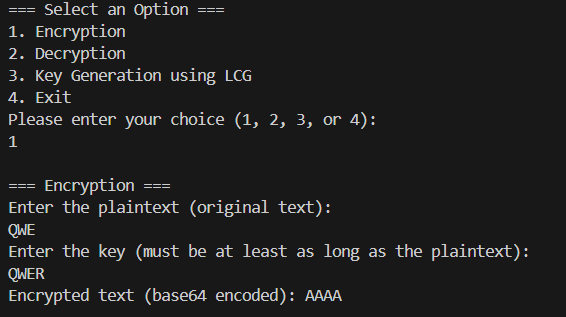 === Select an Option ===
1. Encryption
2. Decryption
3. Key Generation using LCG
4. Exit
Please enter your choice (1, 2, 3, or 4):
1
=== Encryption ===
Enter the plaintext (original text):
QWE
Enter the key (must be at least as long as the plaintext):
QWER
Encrypted text (base64 encoded): AAAA